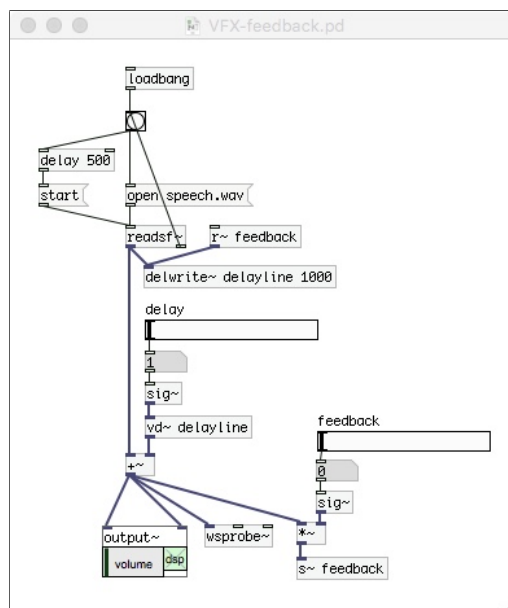 VFX-feedback.pd
loadbang
delay 500
start
open speech.wav
readsf~
r~ feedback
delwrite~ delayline 1000
delay
1
sig~
vd~ delayline
feedback
+~
0
sig~
output~
wsprobe~
*~
volume
dsp
s~ feedback